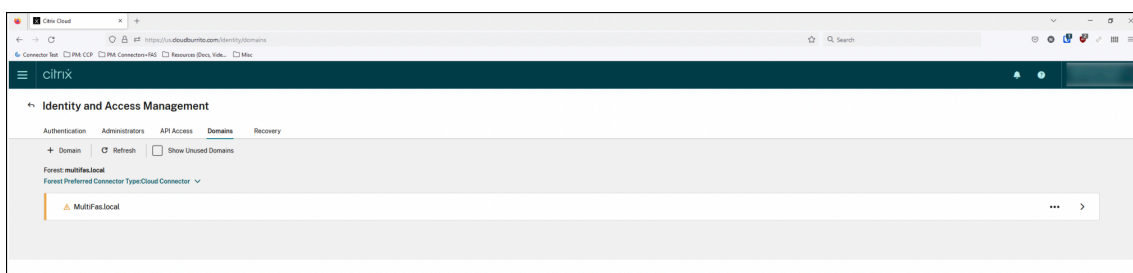 Citrix Cloud
https://us.cloudburrito.com/identity/domains
Search
Connector Test PM: CCP PM: Connectors+FAS Resources (Docs, Vide... Misc
citrix
Identity and Access Management
Authentication Administrators API Access Domains Recovery
+ Domain Refresh Show Unused Domains
Forest: multifas.local
Forest Preferred Connector Type:Cloud Connector
MultiFas.local